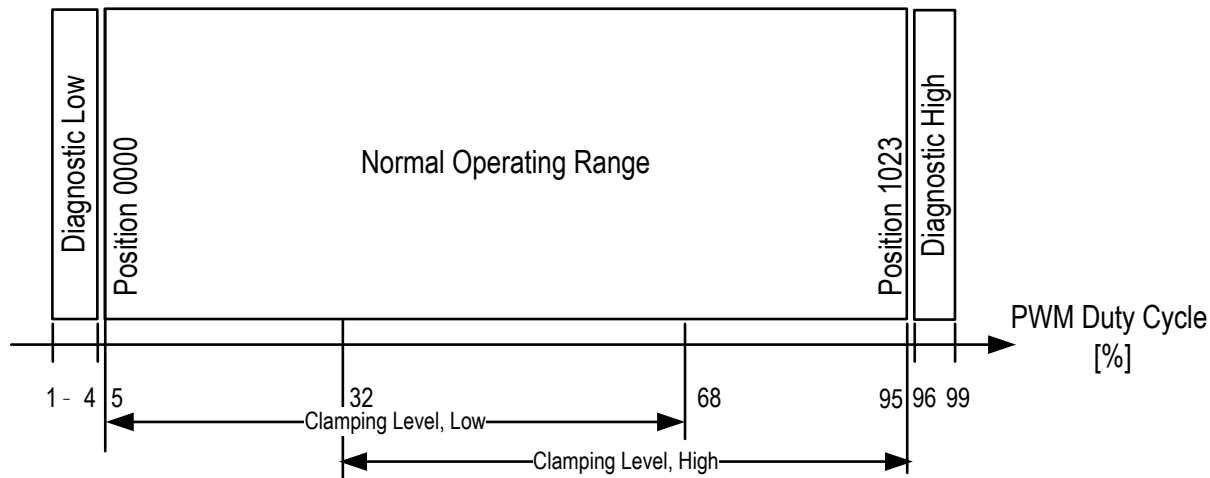 Diagnostic Low
Position 0000
Normal Operating Range
Position 1023
Diagnostic High
PWM Duty Cycle
[%]
1 - 4 5 32 68 95 96 99
Clamping Level, Low
Clamping Level, High